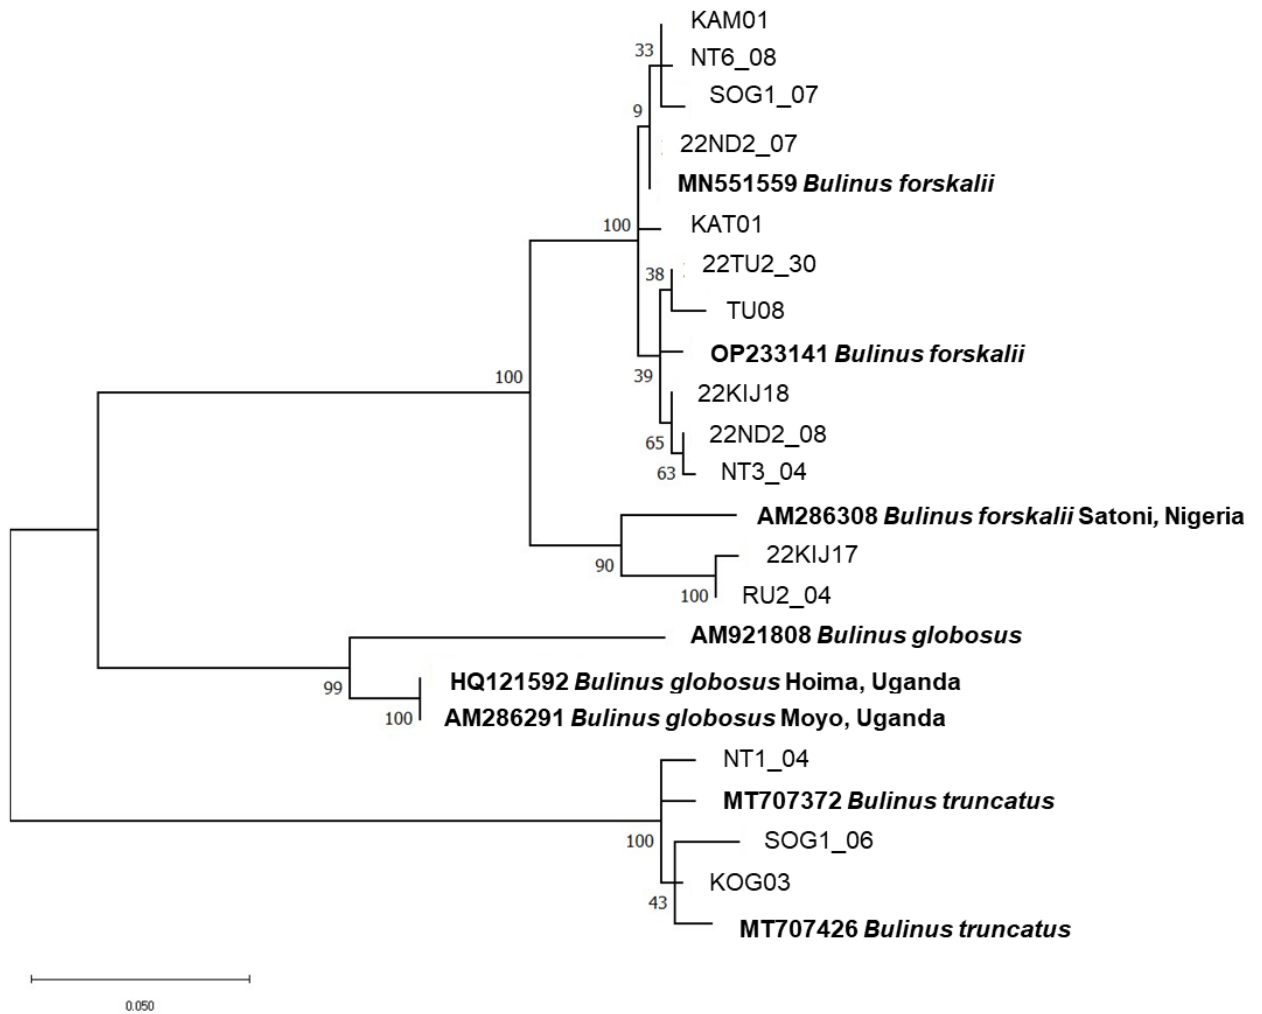 KAM01
33
NT6_08
SOG1_07
9
22ND2_07
MN551559 Bulinus forskalii
100
KAT01
38
22TU2_30
TU08
OP233141 Bulinus forskalii
100
39
22KIJ18
22ND2_08
65
63
NT3_04
AM286308 Bulinus forskalii Satoni, Nigeria
22KIJ17
90
100
RU2_04
AM921808 Bulinus globosus
99
HQ121592 Bulinus globosus Hoima, Uganda
100
AM286291 Bulinus globosus Moyo, Uganda
NT1_04
MT707372 Bulinus truncatus
100
SOG1_06
KOG03
43
MT707426 Bulinus truncatus
0.050